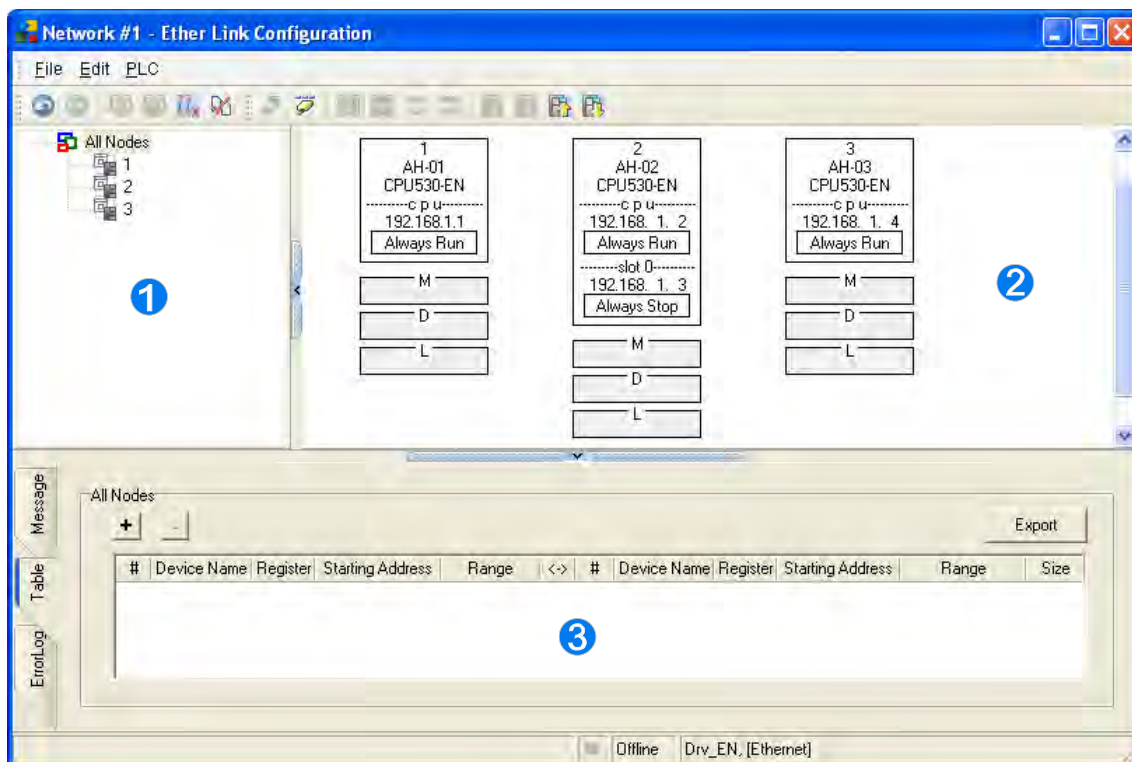 Network #1 - Ether Link Configuration
File Edit PLC
All Nodes
1
2
3
1
1
AH-01
CPU530-EN
--------c p u--------
192.168.1.1
Always Run
M
D
L
2
AH-02
CPU530-EN
--------c p u--------
192.168. 1. 2
Always Run
--------slot 0--------
192.168. 1. 3
Always Stop
M
D
L
3
AH-03
CPU530-EN
--------c p u--------
192.168. 1. 4
Always Run
M
D
L
2
Message
Table
ErrorLog
All Nodes
+ - Export
# Device Name Register Starting Address Range <-> # Device Name Register Starting Address Range Size
3
Offline Drv_EN, [Ethernet]